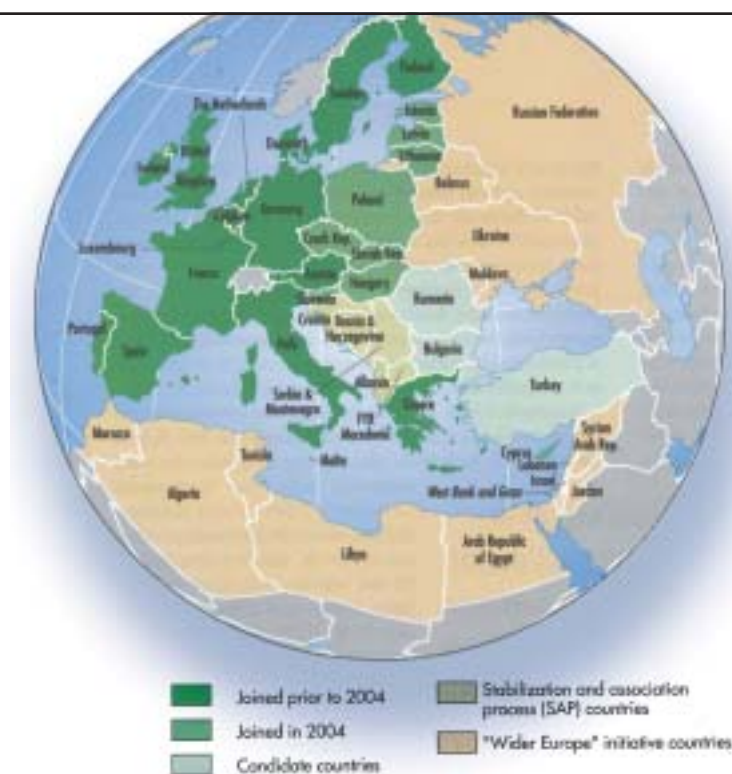 The Netherlands
Finland
Sweden
Russian Federation
Estonia
Latvia
Lithuania
Denmark
Ireland
United
Kingdom
Belarus
Poland
Germany
Belgium
Ukraine
Czech Rep.
Slovak Rep.
Luxembourg
Moldova
France
Austria
Hungary
Slovenia
Romania
Croatia
Bosnia &
Herzegovina
Portugal
Spain
Italy
Bulgaria
Albania
Turkey
Serbia &
Montenegro
Greece
FYR
Macedonia
Morocco
Tunisia
Malta
Cyprus
Syrian
Arab Rep.
Lebanon
Israel
West Bank and Gaza
Jordan
Algeria
Libya
Arab Republic
of Egypt
Joined prior to 2004
Joined in 2004
Candidate countries
Stabilization and association
process (SAP) countries
"Wider Europe" initiative countries